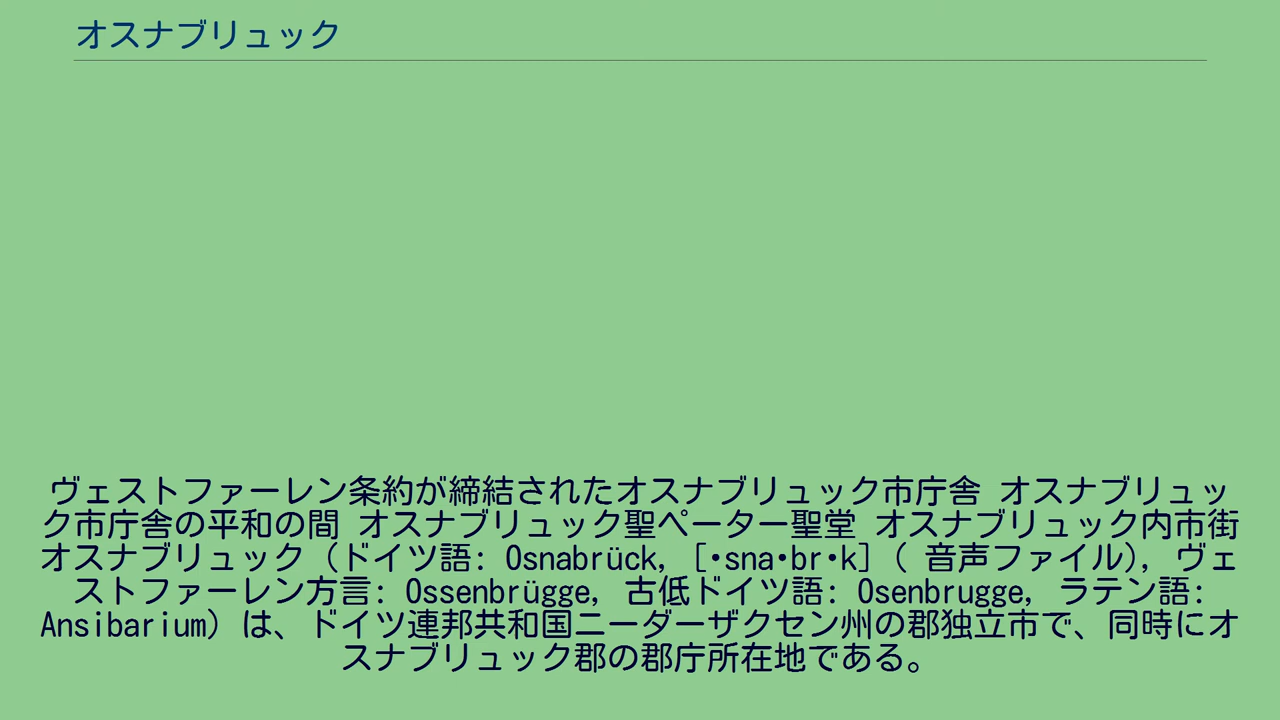 オスナブリュック
ヴェストファーレン条約が締結されたオスナブリュック市庁舎 オスナブリュッ
ク市庁舎の平和の間 オスナブリュック聖ペーター聖堂 オスナブリュック内市街
オスナブリュック（ドイツ語: Osnabrück, [•sna•br•k] ( 音声ファイル), ヴェ
ストファーレン方言: Ossenbrügge, 古低ドイツ語: Osenbrugge, ラテン語:
Ansibarium）は、ドイツ連邦共和国ニーダーザクセン州の郡独立市で、同時にオ
スナブリュック郡の郡庁所在地である。